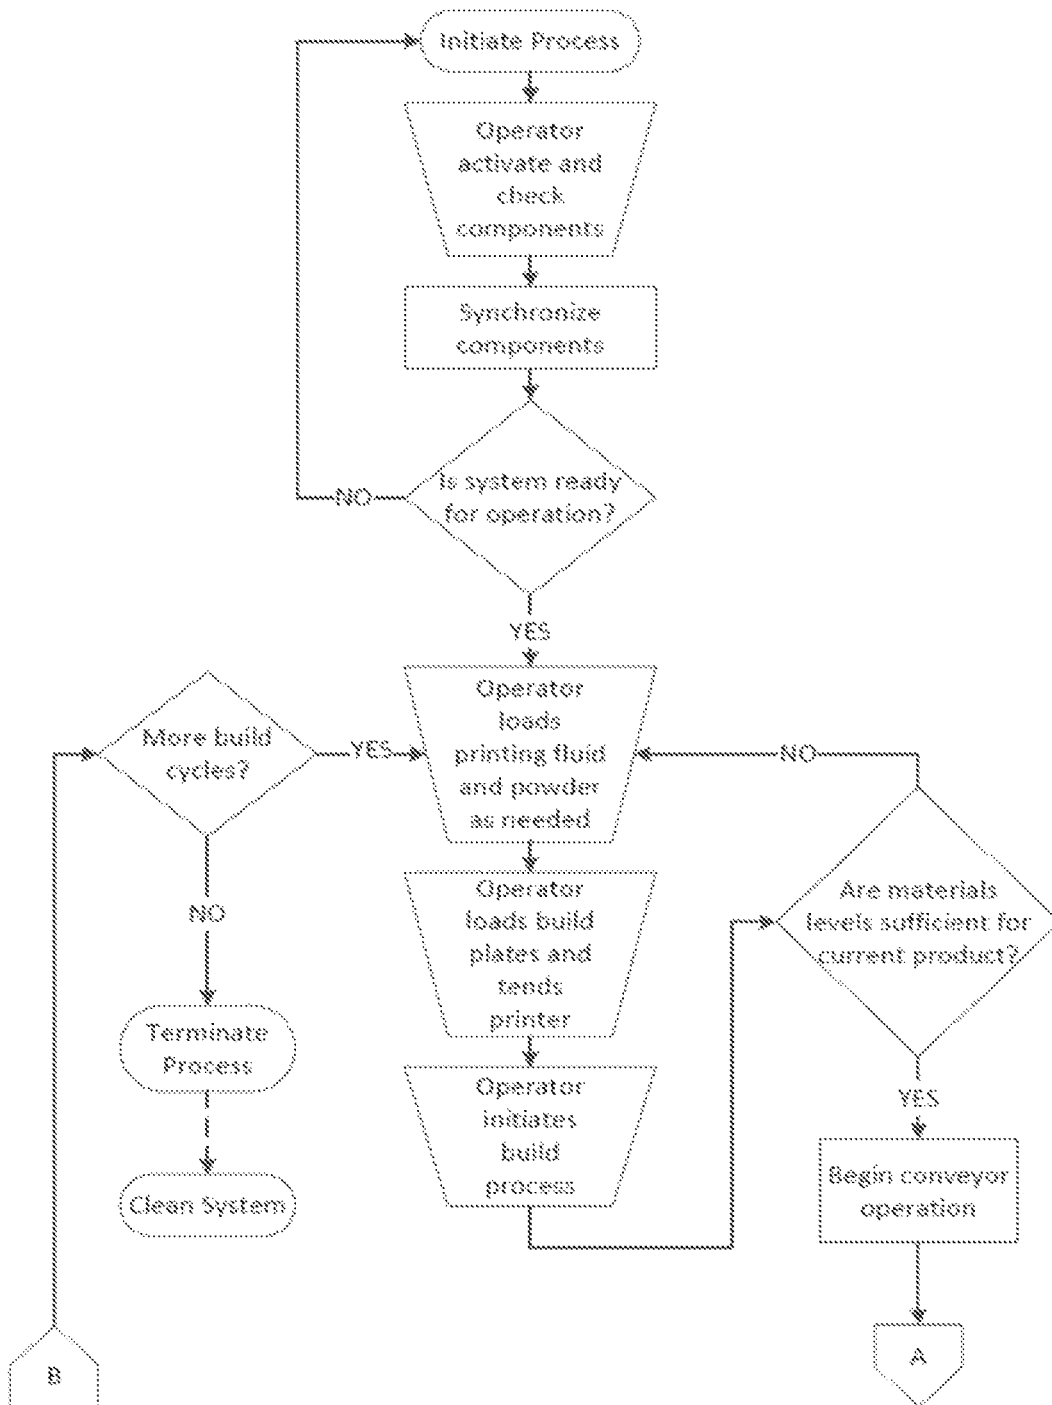 Initiate Process
Operator
activate and
check
components
Synchronize
components
Is system ready
for operation?
NO
YES
Operator
loads
printing fluid
and powder
as needed
More build
cycles?
YES
NO
NO
Operator
loads build
plates and
tends
printer
Are materials
levels sufficient for
current product?
Terminate
Process
Operator
initiates
build
process
YES
Clean System
Begin conveyor
operation
B
A